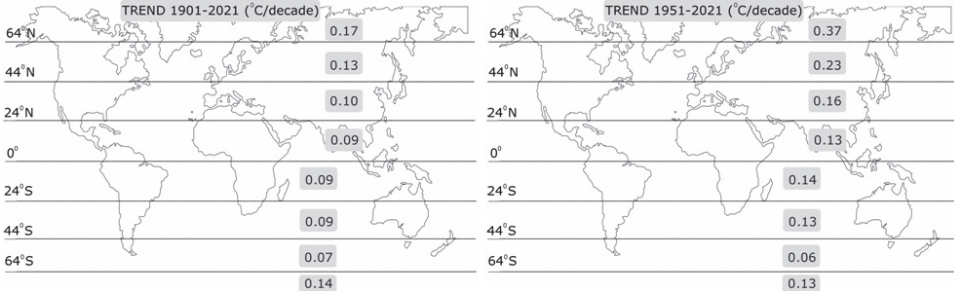 TREND 1901-2021 (°C/decade)
0.17
64°N
0.13
44°N
0.10
24°N
0.09
0°
0.09
24°S
0.09
44°S
0.07
64°S
0.14
TREND 1951-2021 (°C/decade)
0.37
64°N
0.23
44°N
0.16
24°N
0.13
0°
0.14
24°S
0.13
44°S
0.06
64°S
0.13